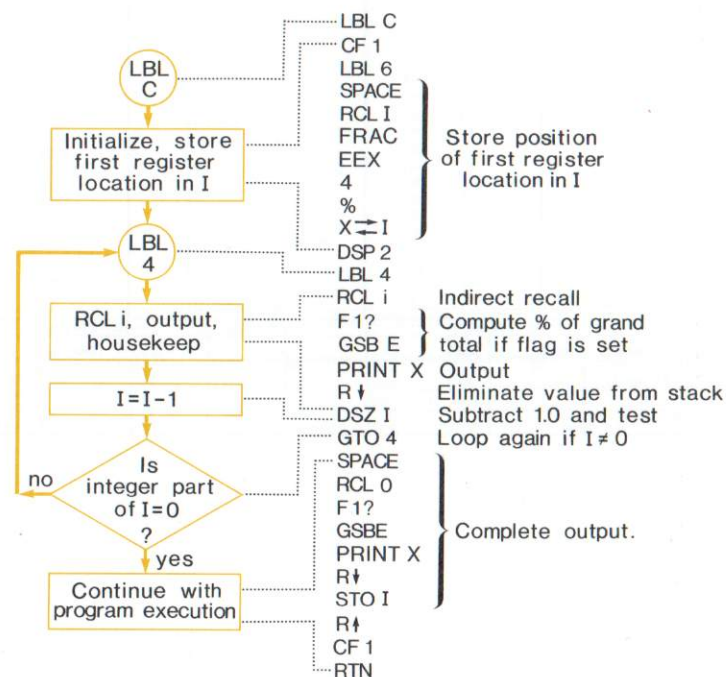 LBL
C
Initialize, store
first register
location in I
LBL
4
RCL i, output,
housekeep
I=I-1
Is
integer part
of I=0
?
no
yes
Continue with
program execution
LBL C
CF 1
LBL 6
SPACE
RCL I
FRAC
EEX
4
%
X⇄I
DSP 2
LBL 4
RCL i
F 1?
GSB E
PRINT X
R↓
DSZ I
GTO 4
SPACE
RCL 0
F1?
GSBE
PRINT X
R↓
STO I
R↑
CF 1
RTN
Store position
of first register
location in I
Indirect recall
Compute % of grand
total if flag is set
Output
Eliminate value from stack
Subtract 1.0 and test
Loop again if I ≠ 0
Complete output.